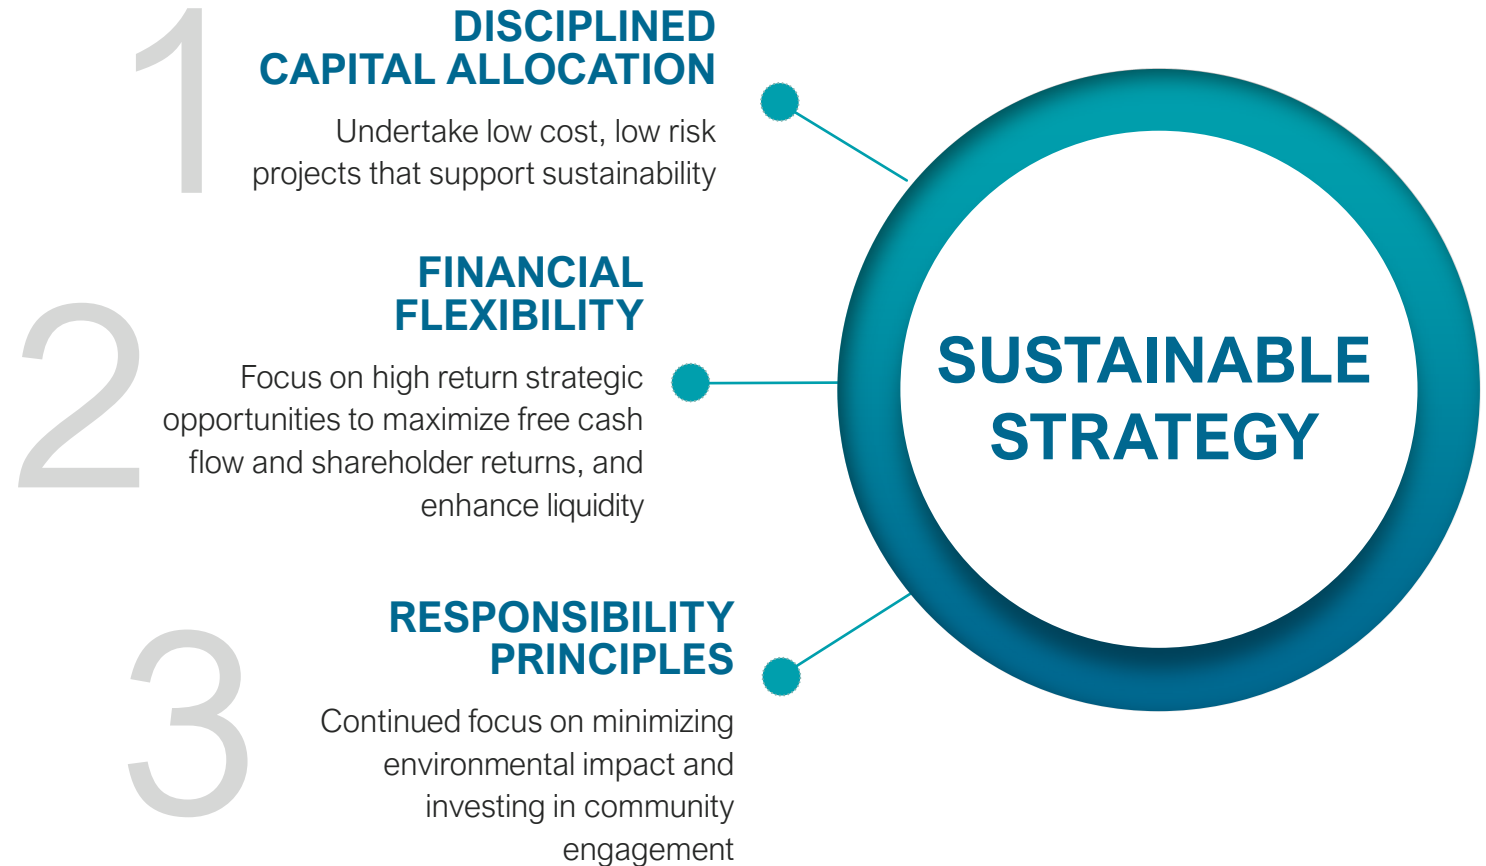 1
DISCIPLINED
CAPITAL ALLOCATION
Undertake low cost, low risk
projects that support sustainability
2
FINANCIAL
FLEXIBILITY
Focus on high return strategic
opportunities to maximize free cash
flow and shareholder returns, and
enhance liquidity
3
RESPONSIBILITY
PRINCIPLES
Continued focus on minimizing
environmental impact and
investing in community
engagement
SUSTAINABLE
STRATEGY